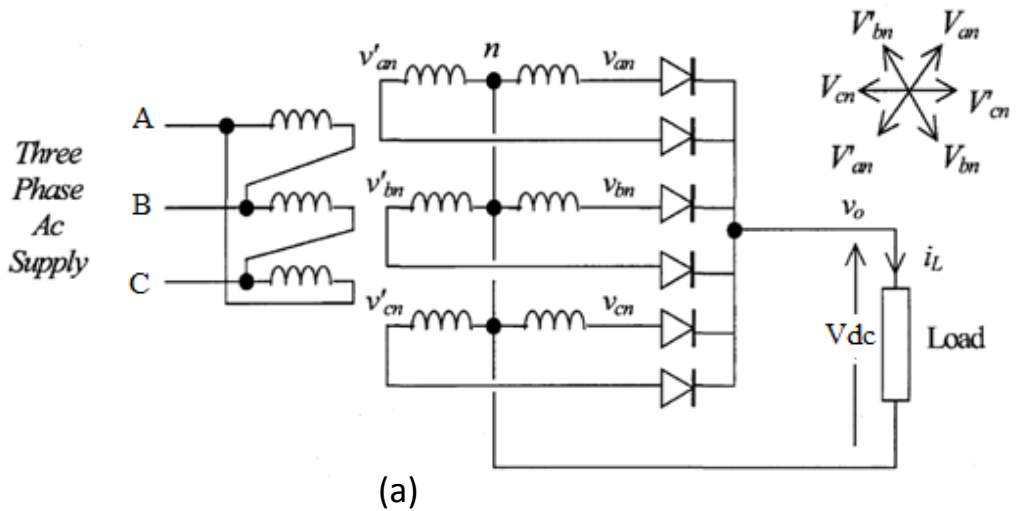 Three
Phase
Ac
Supply
A
B
C
v'an
n
van
v'bn
vbn
v'cn
vcn
V'bn
Van
Vcn
V'cn
V'an
Vbn
vo
iL
Vdc
Load
(a)